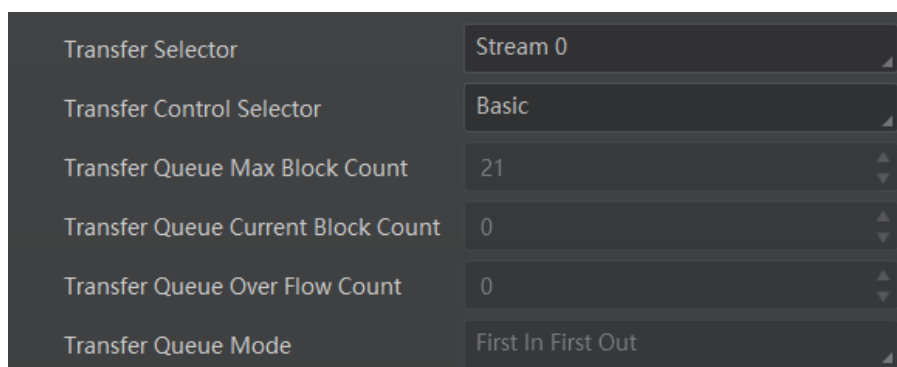 Transfer Selector Stream 0
Transfer Control Selector Basic
Transfer Queue Max Block Count 21
Transfer Queue Current Block Count 0
Transfer Queue Over Flow Count 0
Transfer Queue Mode First In First Out